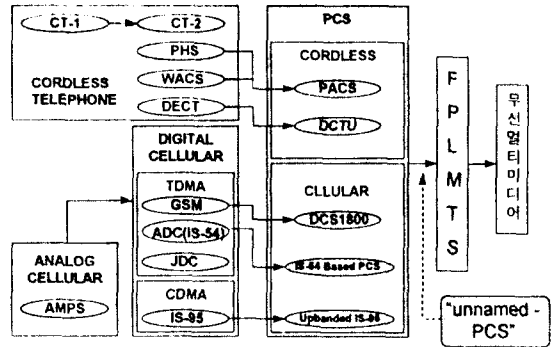 CT-1
CT-2
PHS
WACS
DECT
CORDLESS
TELEPHONE
PCS
CORDLESS
PACS
DCTU
DIGITAL
CELLULAR
TDMA
GSM
ADC(IS-54)
JDC
CDMA
IS-95
ANALOG
CELLULAR
AMPS
CLLULAR
DCS1800
IS-54 Based PCS
Upbanded IS-95
FPLMTS
무선멀티미디어
"unnamed -
PCS"